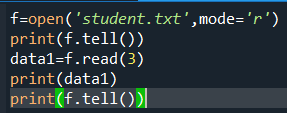 f=open('student.txt',mode='r')
print(f.tell())
data1=f.read(3)
print(data1)
print(f.tell())